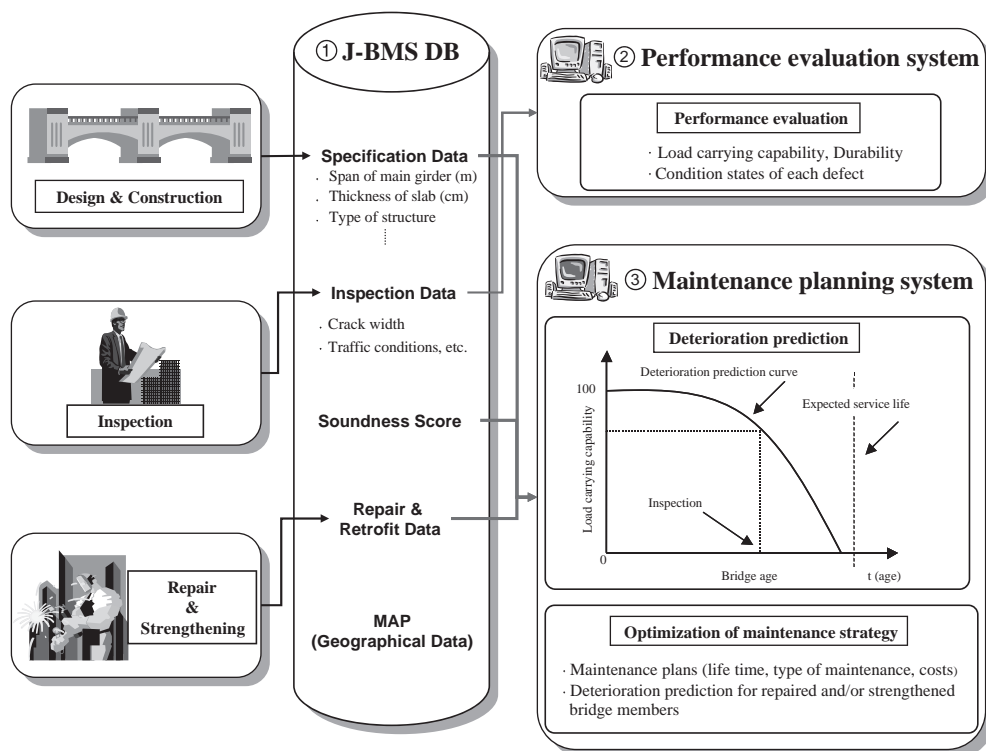 ① J-BMS DB
Design & Construction
Inspection
Repair
&
Strengthening
Specification Data
· Span of main girder (m)
· Thickness of slab (cm)
· Type of structure
Inspection Data
· Crack width
· Traffic conditions, etc.
Soundness Score
Repair &
Retrofit Data
MAP
(Geographical Data)
② Performance evaluation system
Performance evaluation
· Load carrying capability, Durability
· Condition states of each defect
③ Maintenance planning system
Deterioration prediction
Deterioration prediction curve
100
Expected service life
Load carrying capability
Inspection
0
Bridge age
t (age)
Optimization of maintenance strategy
· Maintenance plans (life time, type of maintenance, costs)
· Deterioration prediction for repaired and/or strengthened
bridge members